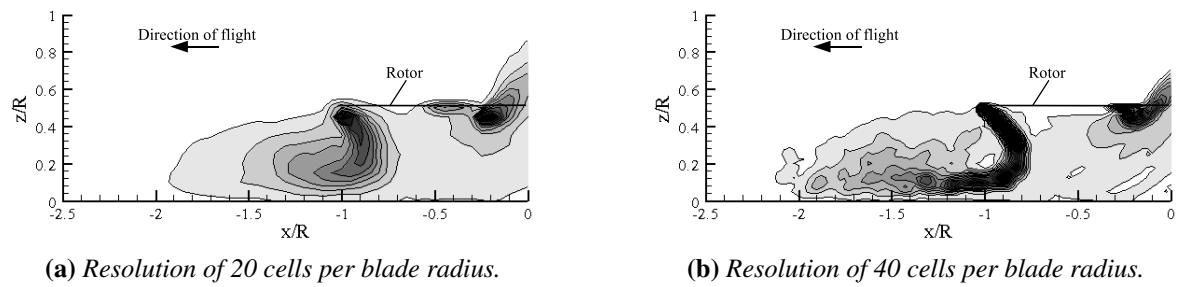 1
0.8
0.6
0.4
0.2
0
z/R
Direction of flight
Rotor
-2.5
-2
-1.5
-1
-0.5
0
x/R
(a) Resolution of 20 cells per blade radius.
1
0.8
0.6
0.4
0.2
0
z/R
Direction of flight
Rotor
-2.5
-2
-1.5
-1
-0.5
0
x/R
(b) Resolution of 40 cells per blade radius.